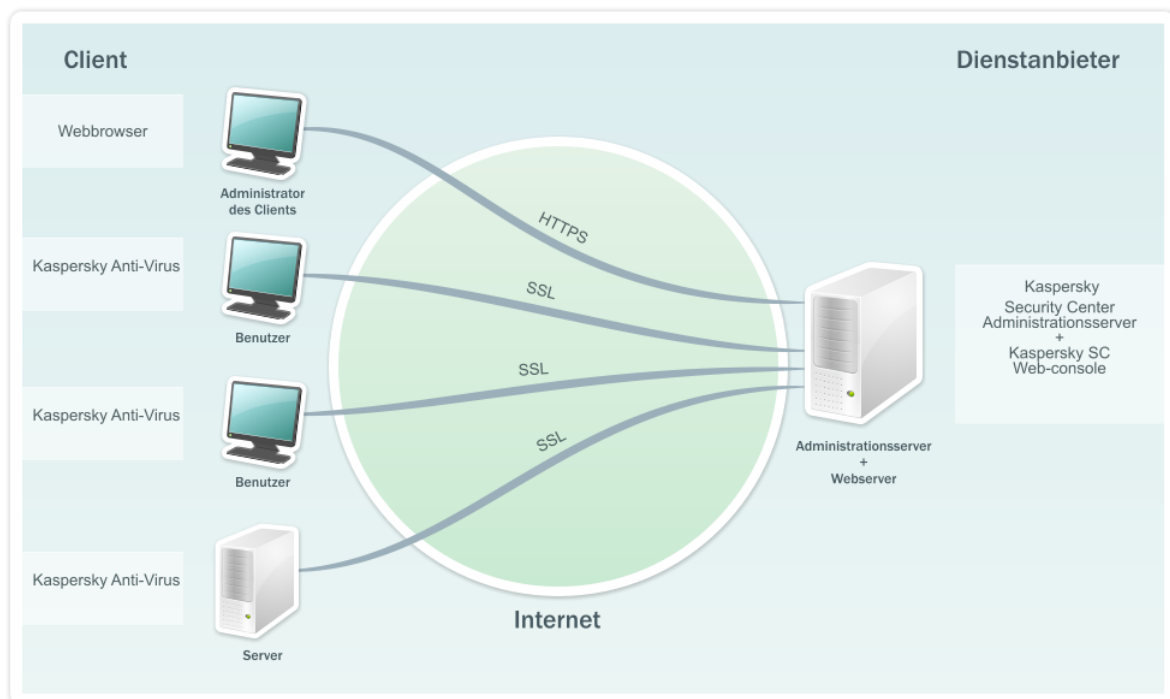 Client
Dienstanbieter
Webbrowser
Administrator
des Clients
HTTPS
Kaspersky Anti-Virus
Benutzer
SSL
Kaspersky
Security Center
Administrationsserver
+
Kaspersky SC
Web-console
SSL
Kaspersky Anti-Virus
Benutzer
SSL
Administrationsserver
+
Webserver
Kaspersky Anti-Virus
Server
Internet